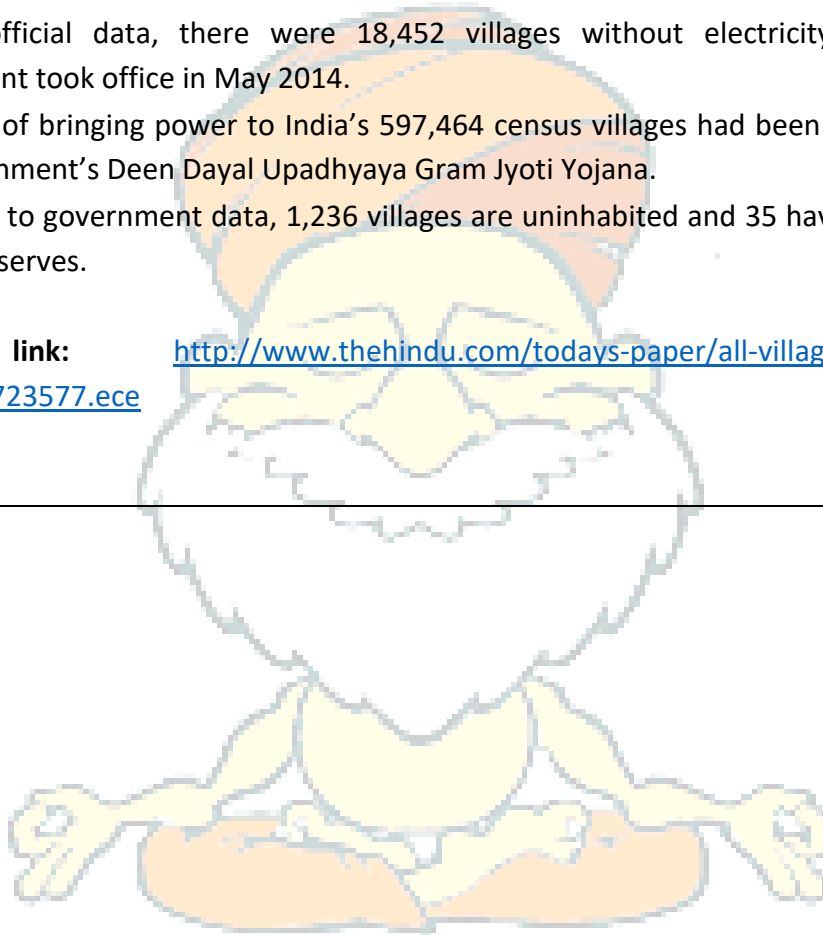 official data, there were 18,452 villages without electricity
nt took office in May 2014.
of bringing power to India's 597,464 census villages had been
nment's Deen Dayal Upadhyaya Gram Jyoti Yojana.
to government data, 1,236 villages are uninhabited and 35 hav
serves.
link: http://www.thehindu.com/todays-paper/all-villag
723577.ece